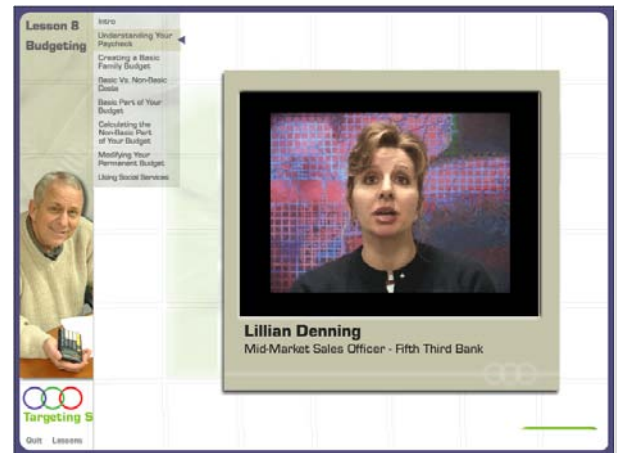 Lesson 8
Budgeting
Intro
Understanding Your
Paycheck
Creating a Basic
Family Budget
Basic Vs. Non-Basic
Costs
Basic Part of Your
Budget
Calculating the
Non-Basic Part
of Your Budget
Modifying Your
Permanent Budget
Using Social Services
Lillian Denning
Mid-Market Sales Officer - Fifth Third Bank
Targeting S
Quit Lessons